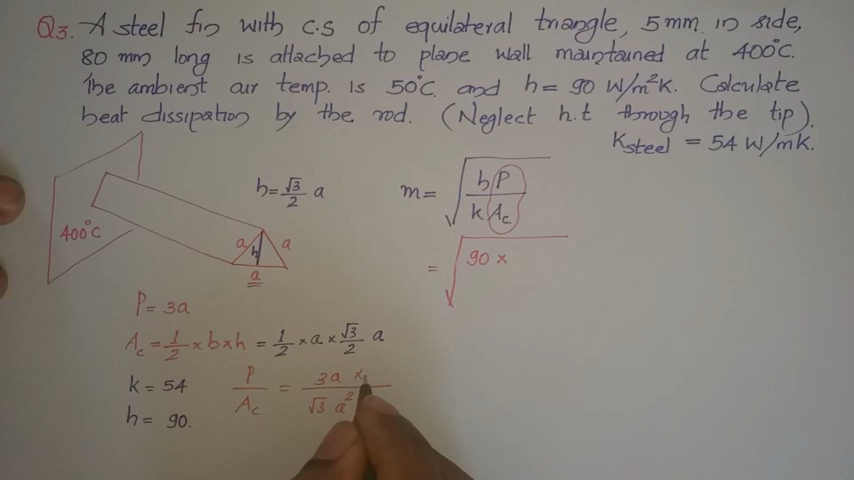 Q3. A steel fin with c.s of equilateral triangle, 5mm in side,
80 mm long is attached to plane wall maintained at 400°C.
The ambient air temp. is 50°C and h = 90 W/m²K. Calculate
heat dissipation by the rod. (Neglect h.t through the tip).
Ksteel = 54 W/mK.
400°C
h = √3/2 a
a h a
a
m = √(hP / kAc)
= √(90 ×
P = 3a
Ac = 1/2 × b × h = 1/2 × a × √3/2 a
k = 54
h = 90.
P/Ac = 3a × / √3 a²